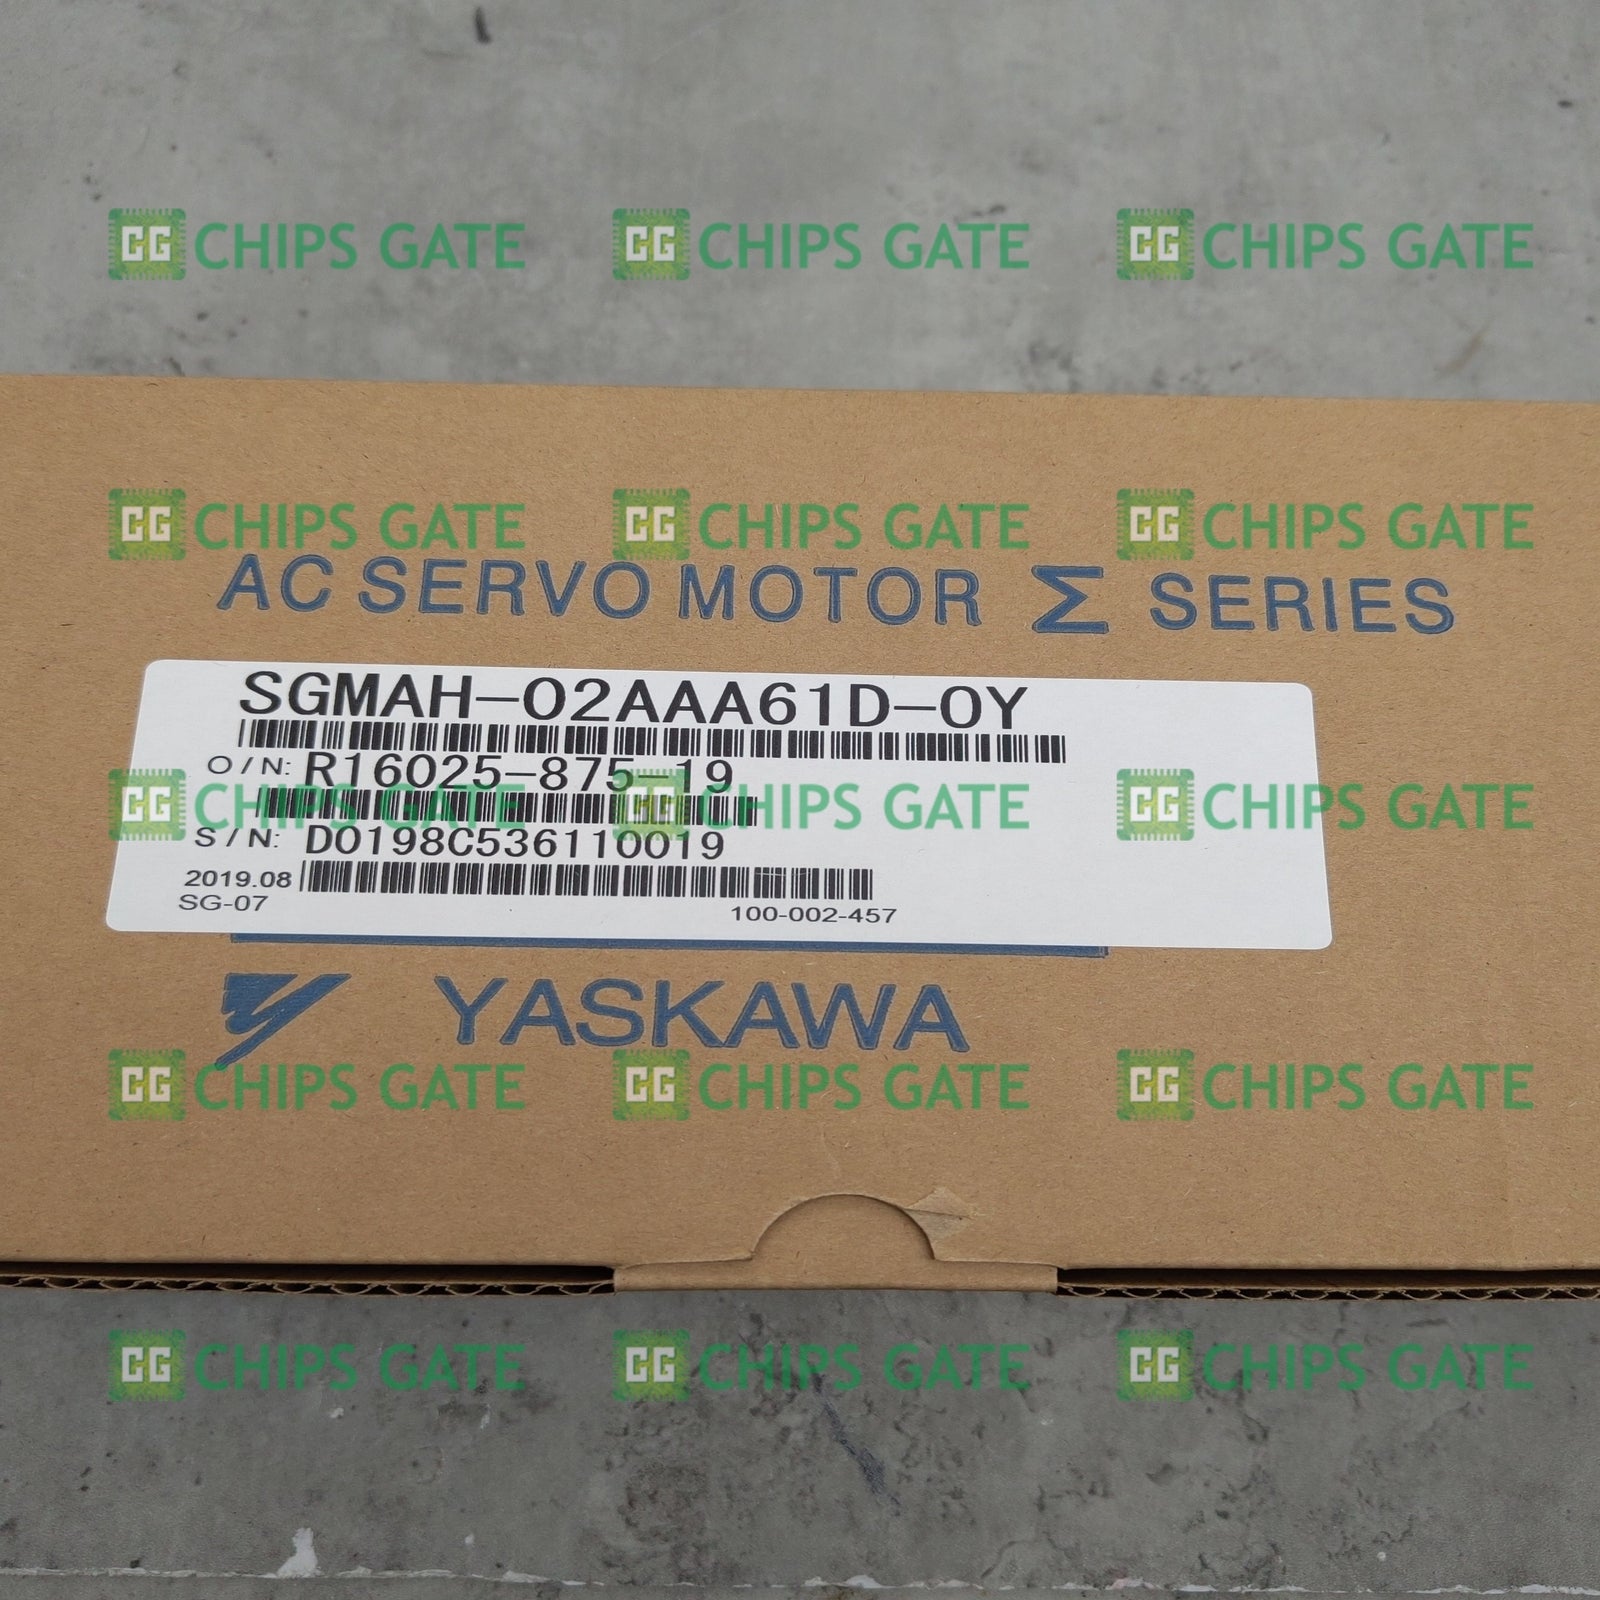 CG CHIPS GATE CG CHIPS GATE CG CHIPS GATE
CG CHIPS GATE CG CHIPS GATE CG CHIPS GATE
AC SERVO MOTOR Σ SERIES
SGMAH-02AAA61D-0Y
O/N: R16025-875-19
CG CHIPS GATE CG CHIPS GATE CG CHIPS GATE
S/N: D0198C536110019
2019.08
SG-07 100-002-457
YASKAWA
CG CHIPS GATE CG CHIPS GATE CG CHIPS GATE
CG CHIPS GATE CG CHIPS GATE CG CHIPS GATE